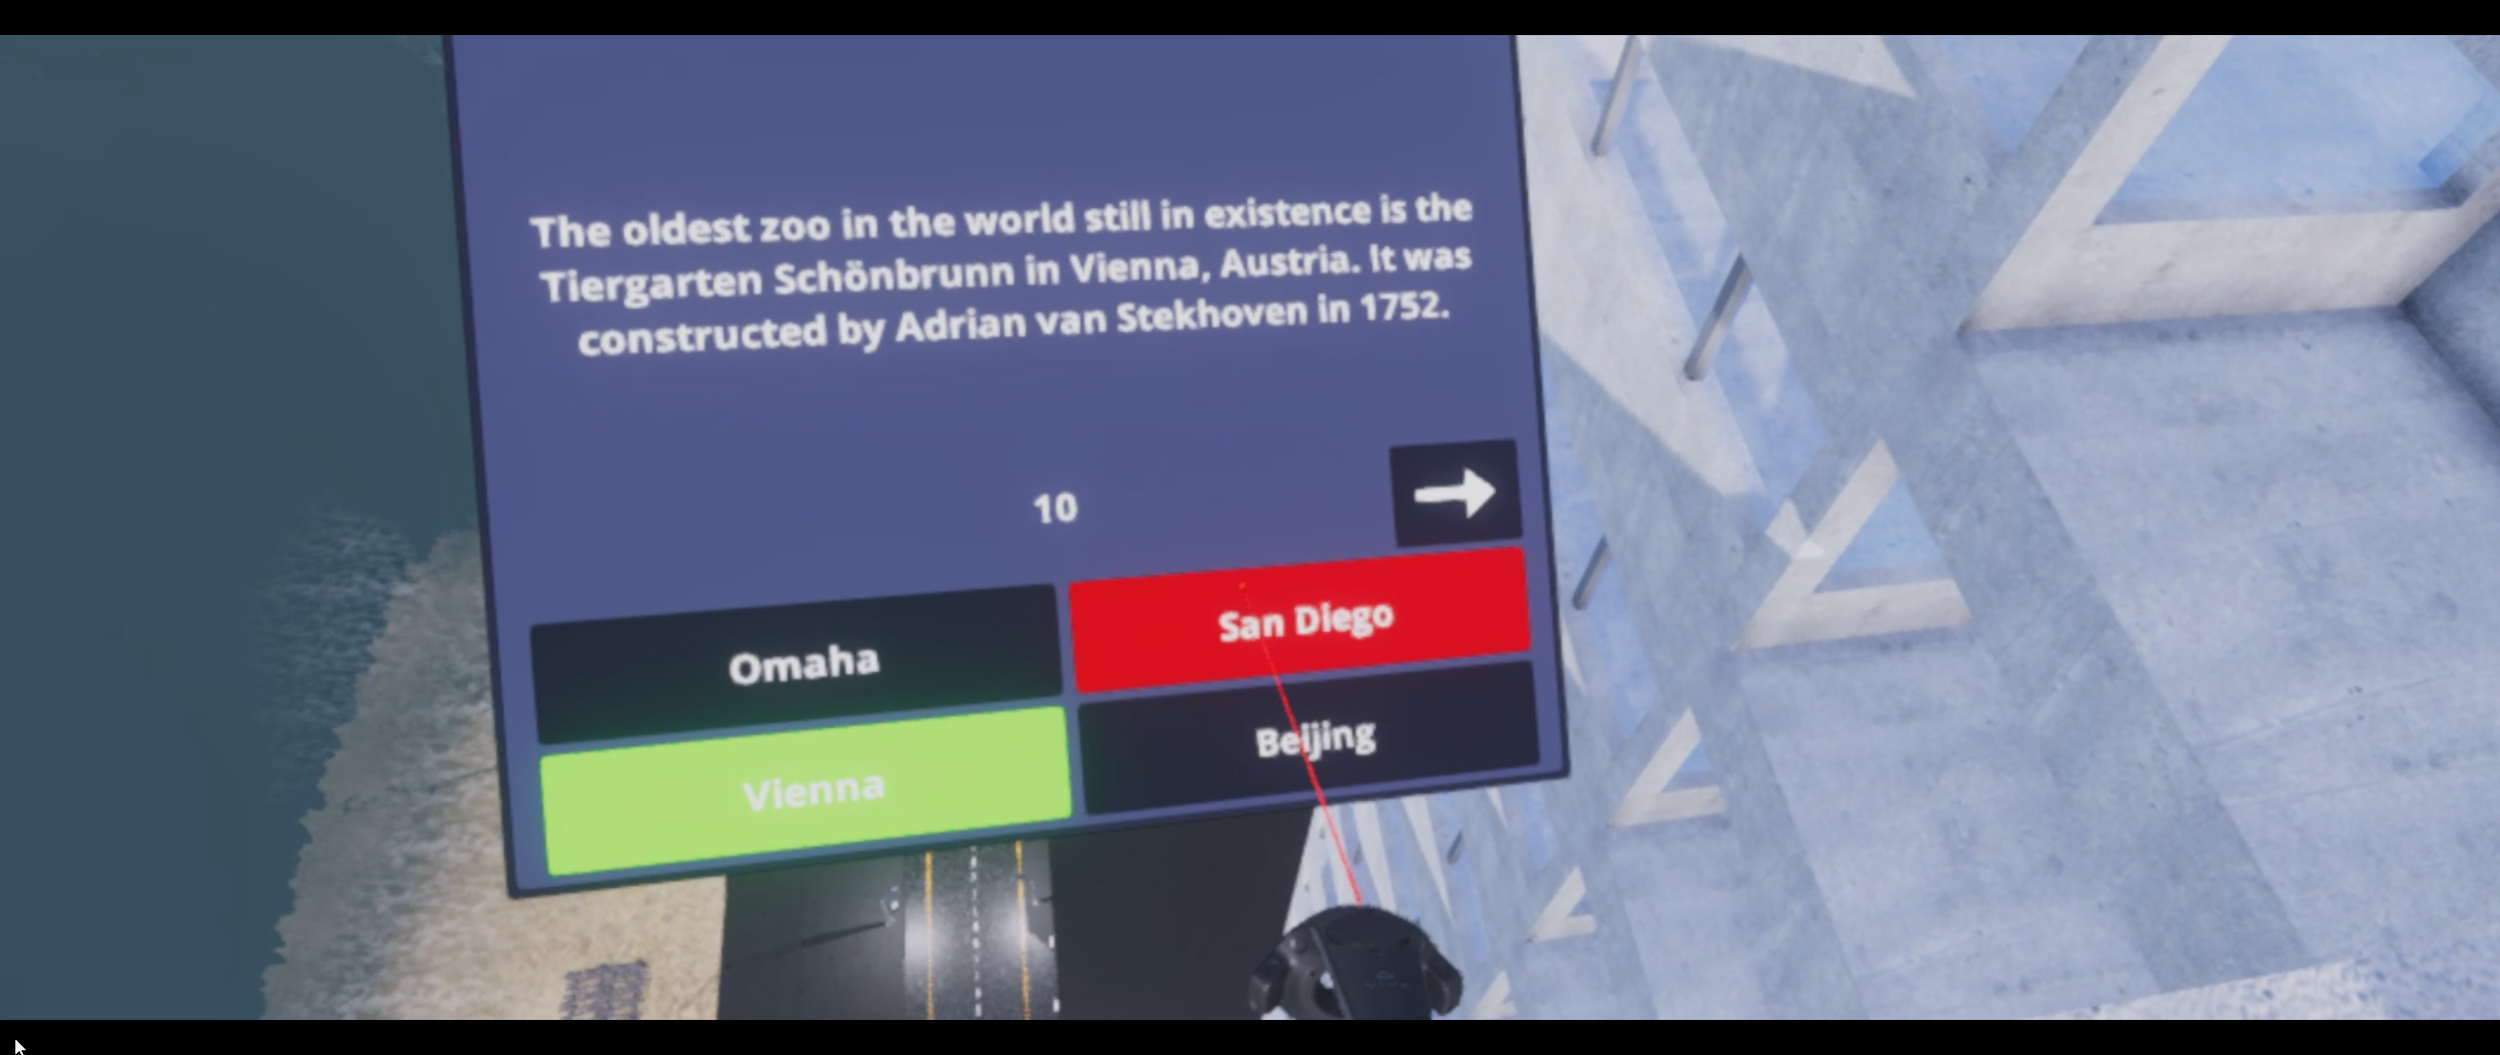 The oldest zoo in the world still in existence is the
Tiergarten Schönbrunn in Vienna, Austria. It was
constructed by Adrian van Stekhoven in 1752.
10
Omaha
San Diego
Vienna
Beijing